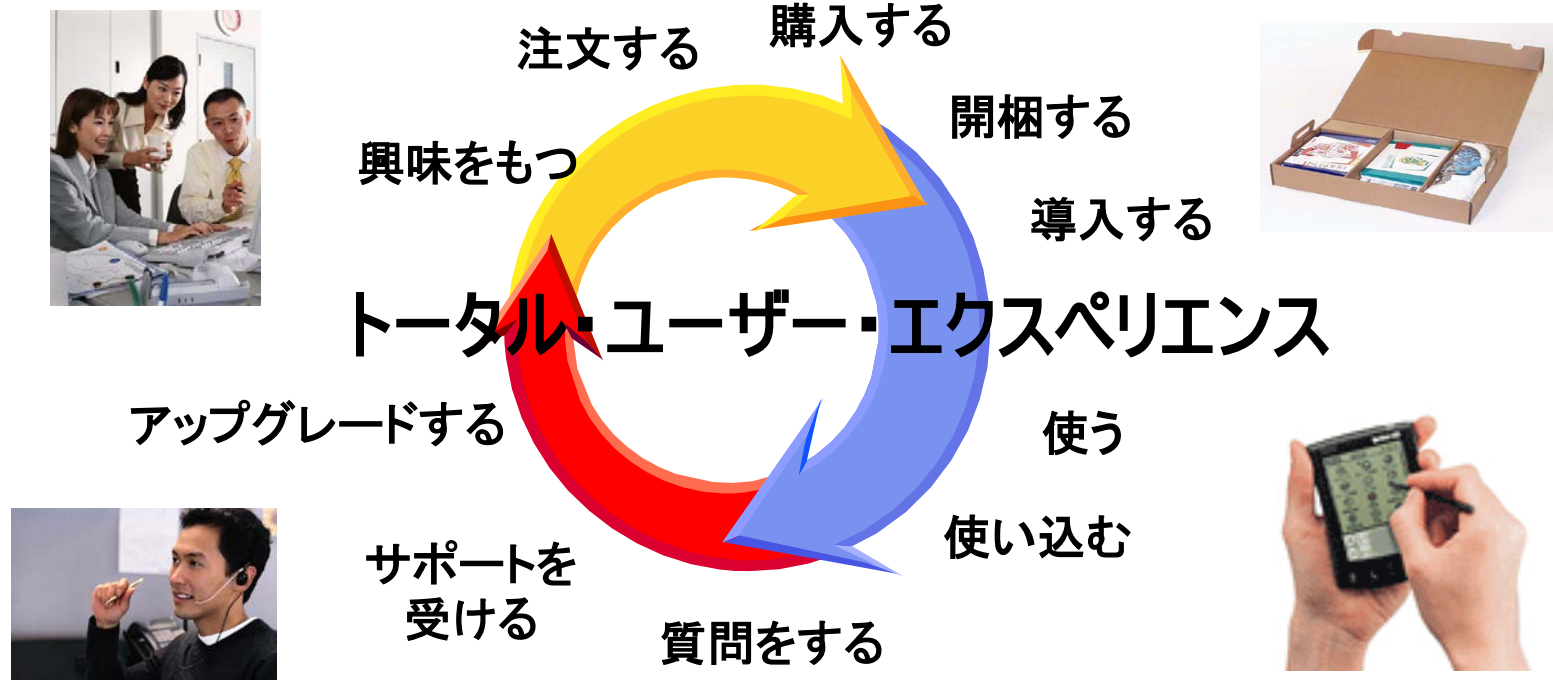 購入する
注文する
開梱する
興味をもつ
導入する
トータル・ユーザー・エクスペリエンス
アップグレードする
使う
使い込む
サポートを
受ける
質問をする